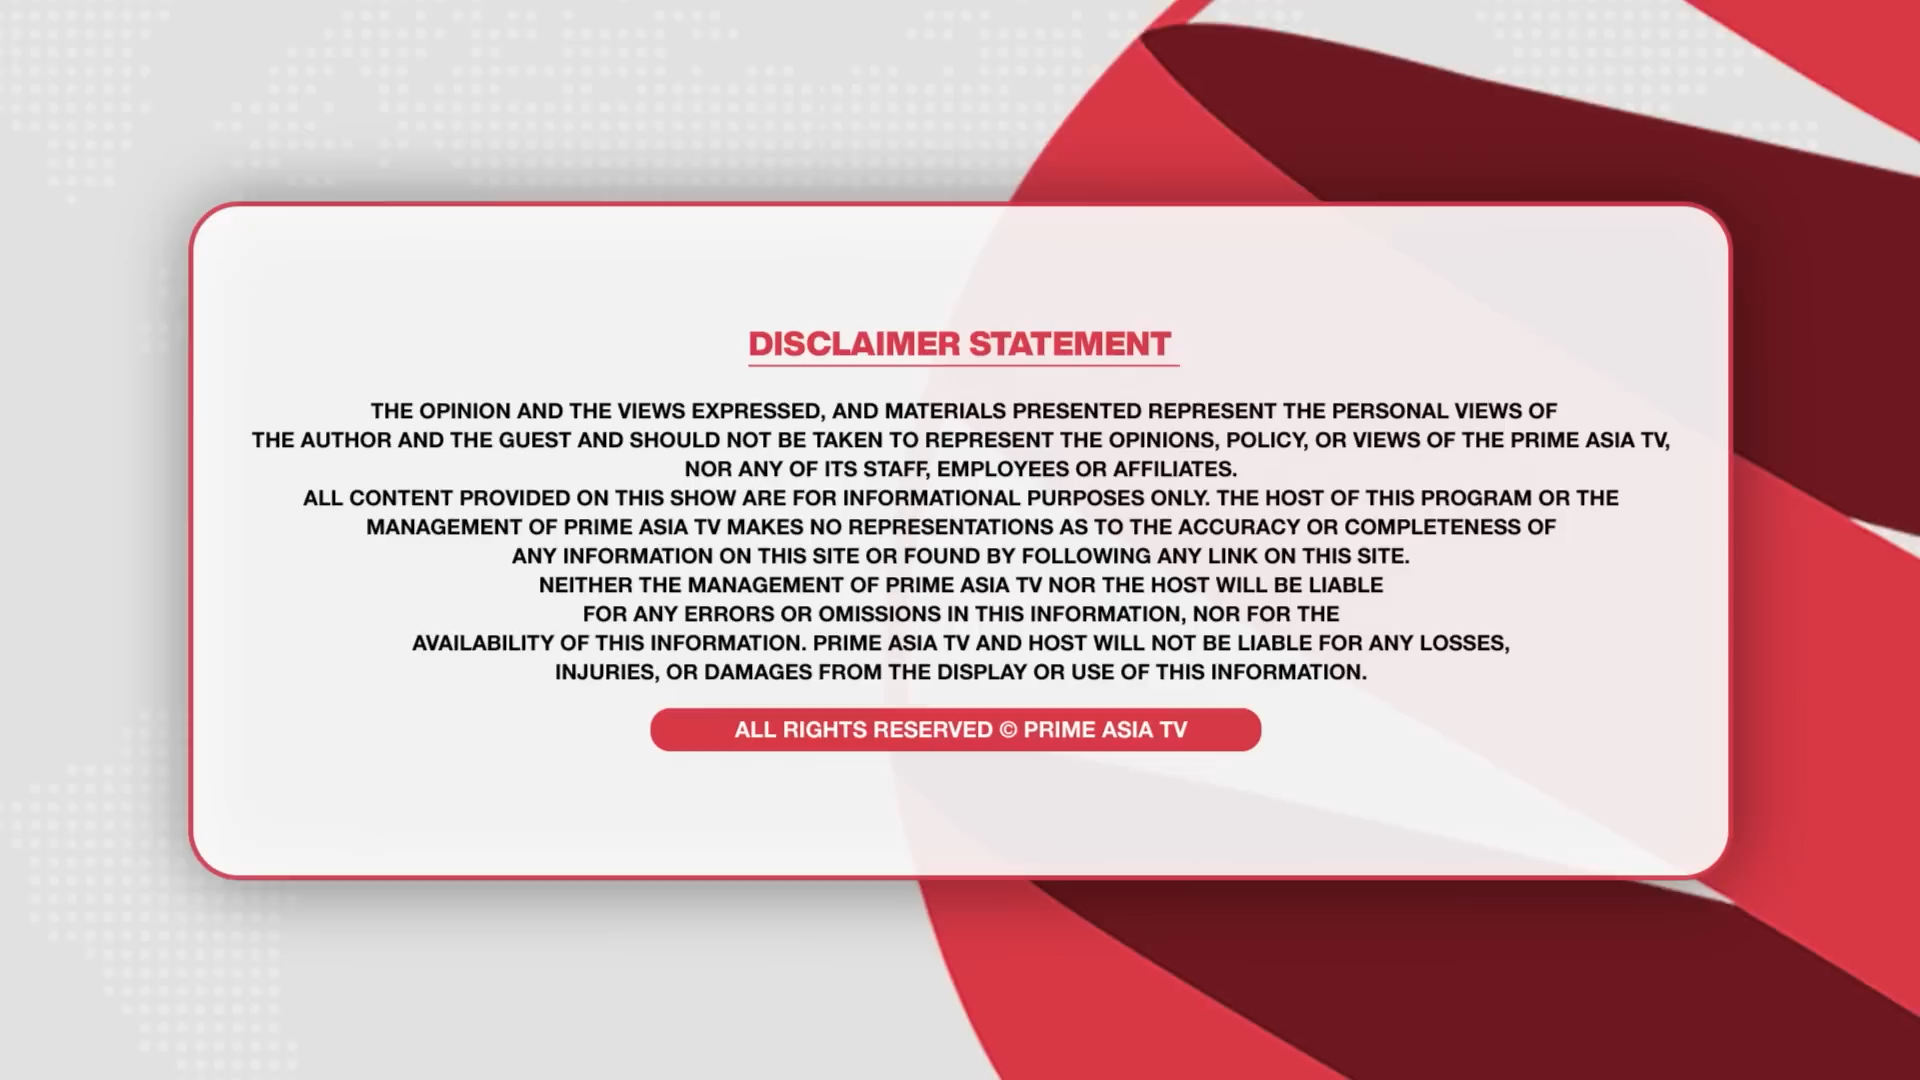 DISCLAIMER STATEMENT
THE OPINION AND THE VIEWS EXPRESSED, AND MATERIALS PRESENTED REPRESENT THE PERSONAL VIEWS OF
THE AUTHOR AND THE GUEST AND SHOULD NOT BE TAKEN TO REPRESENT THE OPINIONS, POLICY, OR VIEWS OF THE PRIME ASIA TV,
NOR ANY OF ITS STAFF, EMPLOYEES OR AFFILIATES.
ALL CONTENT PROVIDED ON THIS SHOW ARE FOR INFORMATIONAL PURPOSES ONLY. THE HOST OF THIS PROGRAM OR THE
MANAGEMENT OF PRIME ASIA TV MAKES NO REPRESENTATIONS AS TO THE ACCURACY OR COMPLETENESS OF
ANY INFORMATION ON THIS SITE OR FOUND BY FOLLOWING ANY LINK ON THIS SITE.
NEITHER THE MANAGEMENT OF PRIME ASIA TV NOR THE HOST WILL BE LIABLE
FOR ANY ERRORS OR OMISSIONS IN THIS INFORMATION, NOR FOR THE
AVAILABILITY OF THIS INFORMATION. PRIME ASIA TV AND HOST WILL NOT BE LIABLE FOR ANY LOSSES,
INJURIES, OR DAMAGES FROM THE DISPLAY OR USE OF THIS INFORMATION.
ALL RIGHTS RESERVED © PRIME ASIA TV